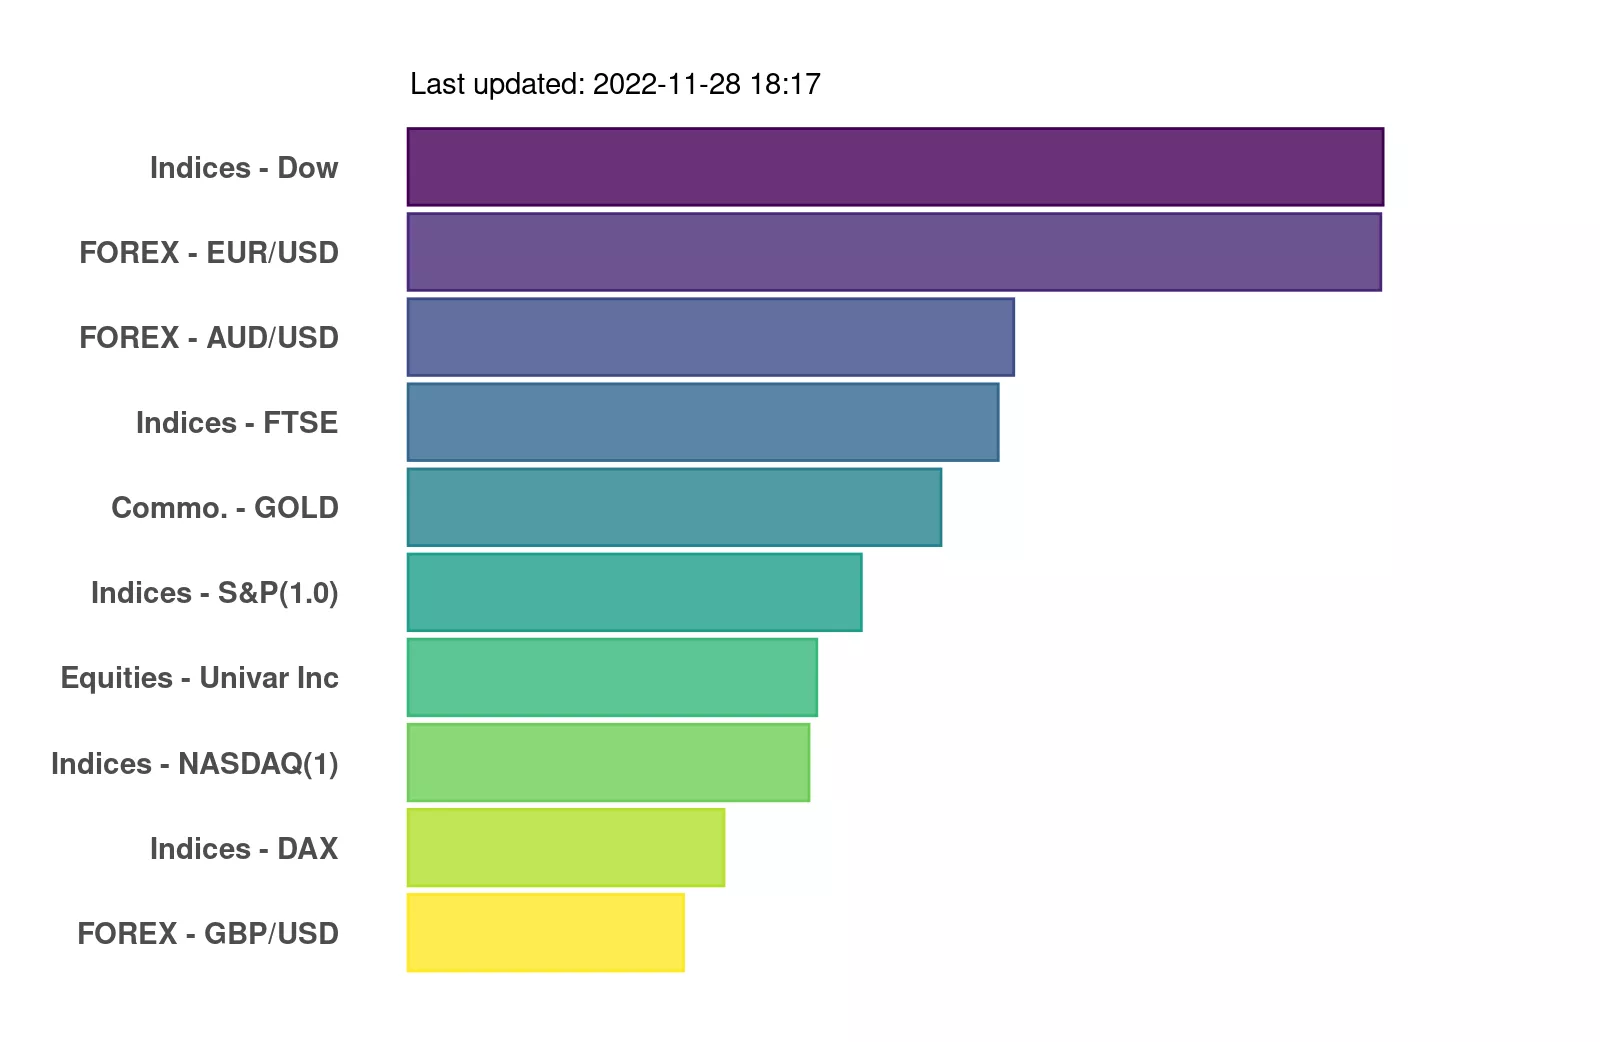 Last updated: 2022-11-28 18:17
Indices - Dow
FOREX - EUR/USD
FOREX - AUD/USD
Indices - FTSE
Commo. - GOLD
Indices - S&P(1.0)
Equities - Univar Inc
Indices - NASDAQ(1)
Indices - DAX
FOREX - GBP/USD